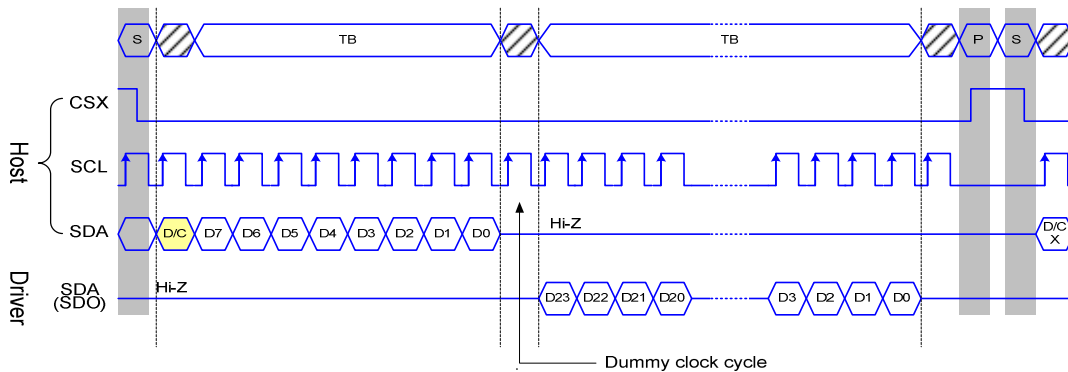 S TB TB P S
CSX
Host
SCL
SDA D/C D7 D6 D5 D4 D3 D2 D1 D0 Hi-Z D/C
X
Driver
SDA
(SDO)
Hi-Z D23 D22 D21 D20 D3 D2 D1 D0
Dummy clock cycle